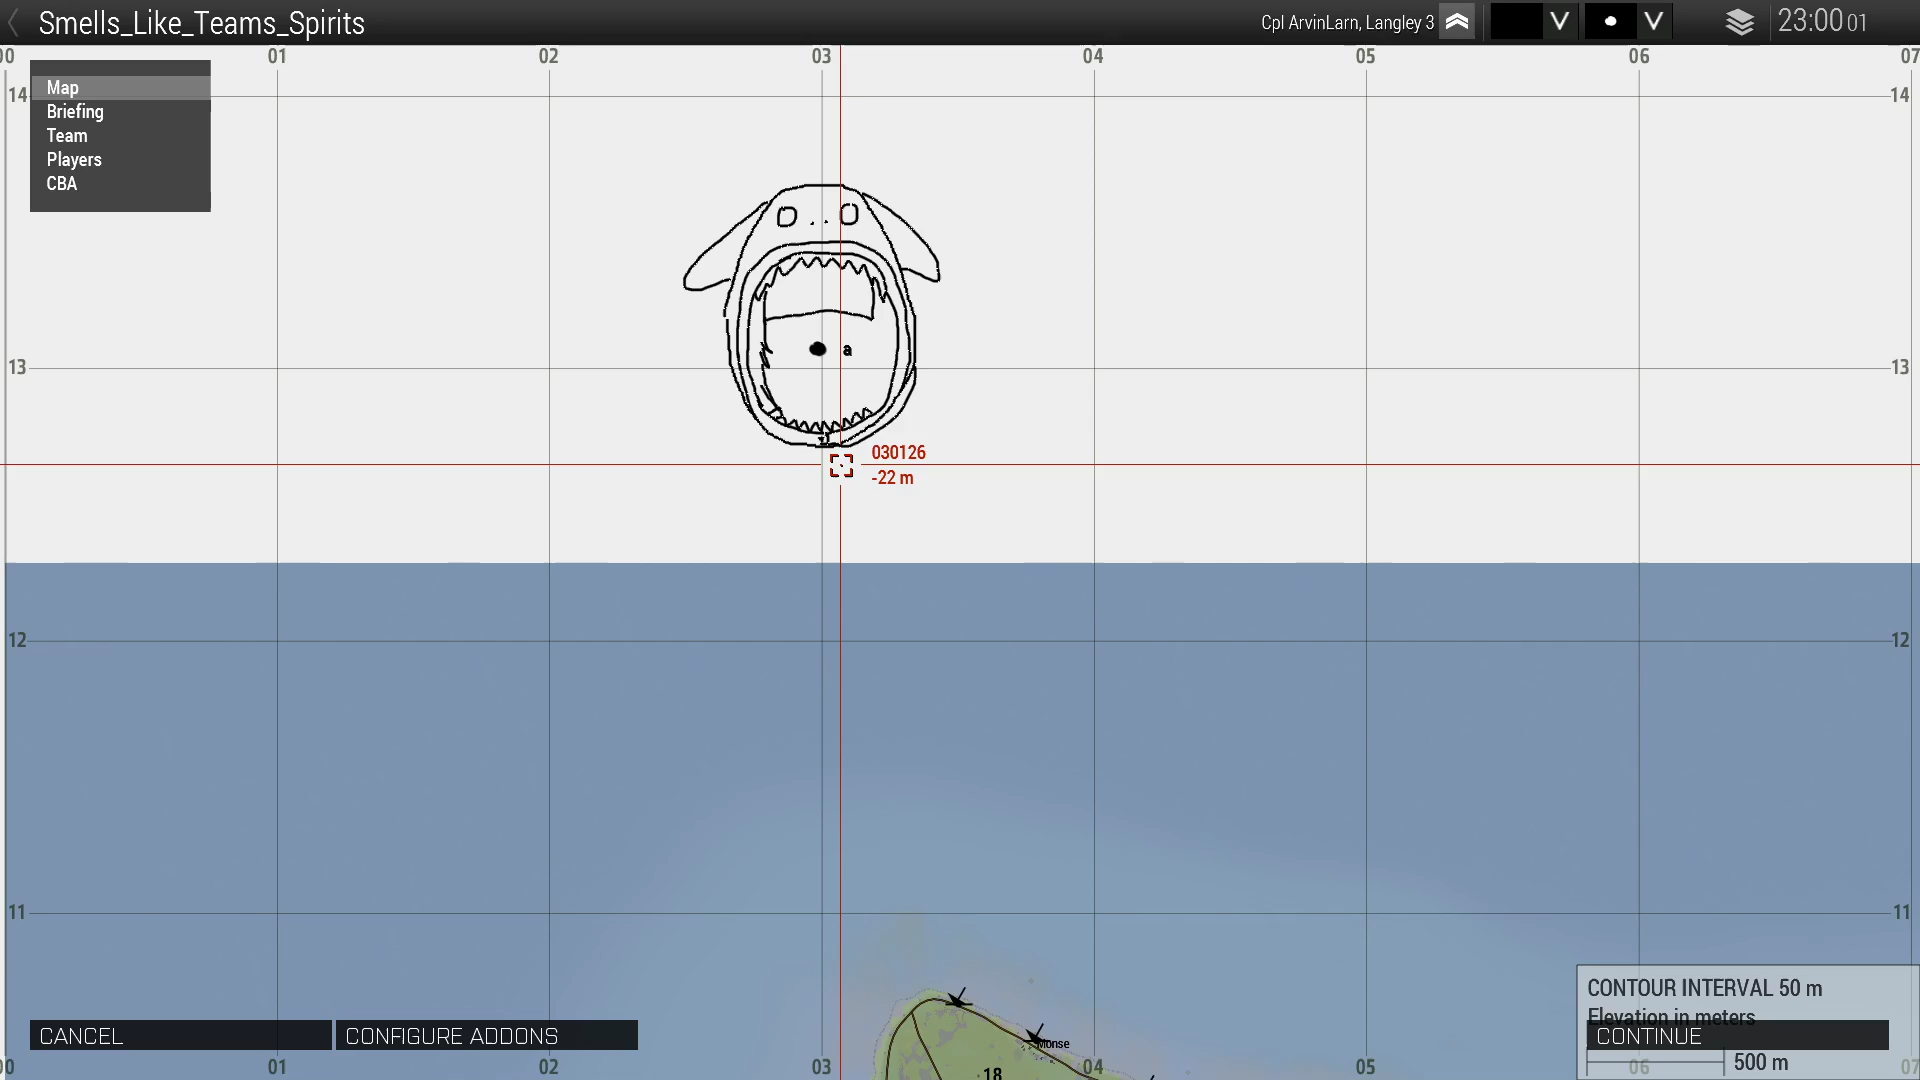 Smells_Like_Teams_Spirits
Cpl ArvinLarn, Langley 3
23:00 01
00 01 02 03 04 05 06 07
14 14
Map
Briefing
Team
Players
CBA
a
13 13
030126
-22 m
12 12
11 11
CONTOUR INTERVAL 50 m
Elevation in meters
CANCEL
CONFIGURE ADDONS
CONTINUE
Monse
500 m
18
00 01 02 03 04 05 06 07